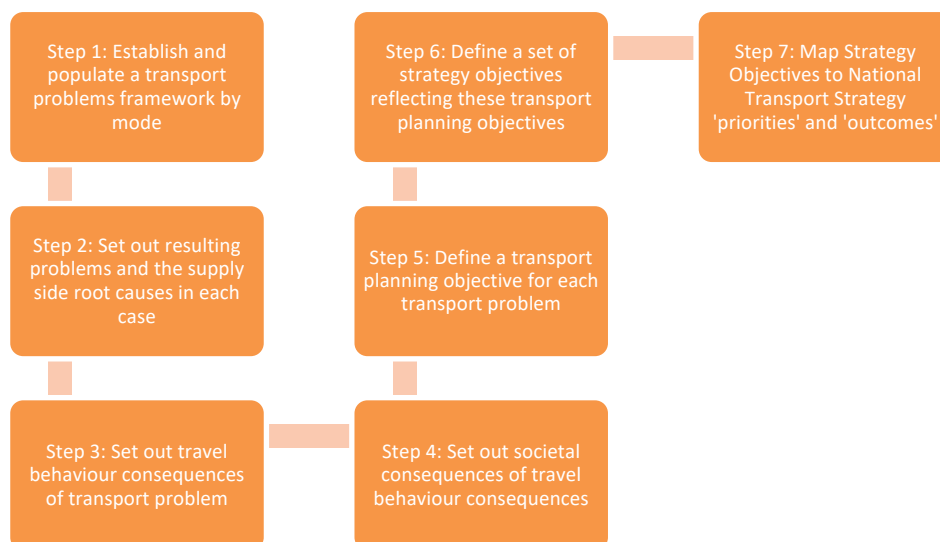 Step 1: Establish and
populate a transport
problems framework by
mode
Step 2: Set out resulting
problems and the supply
side root causes in each
case
Step 3: Set out travel
behaviour consequences
of transport problem
Step 4: Set out societal
consequences of travel
behaviour consequences
Step 5: Define a transport
planning objective for each
transport problem
Step 6: Define a set of
strategy objectives
reflecting these transport
planning objectives
Step 7: Map Strategy
Objectives to National
Transport Strategy
'priorities' and 'outcomes'